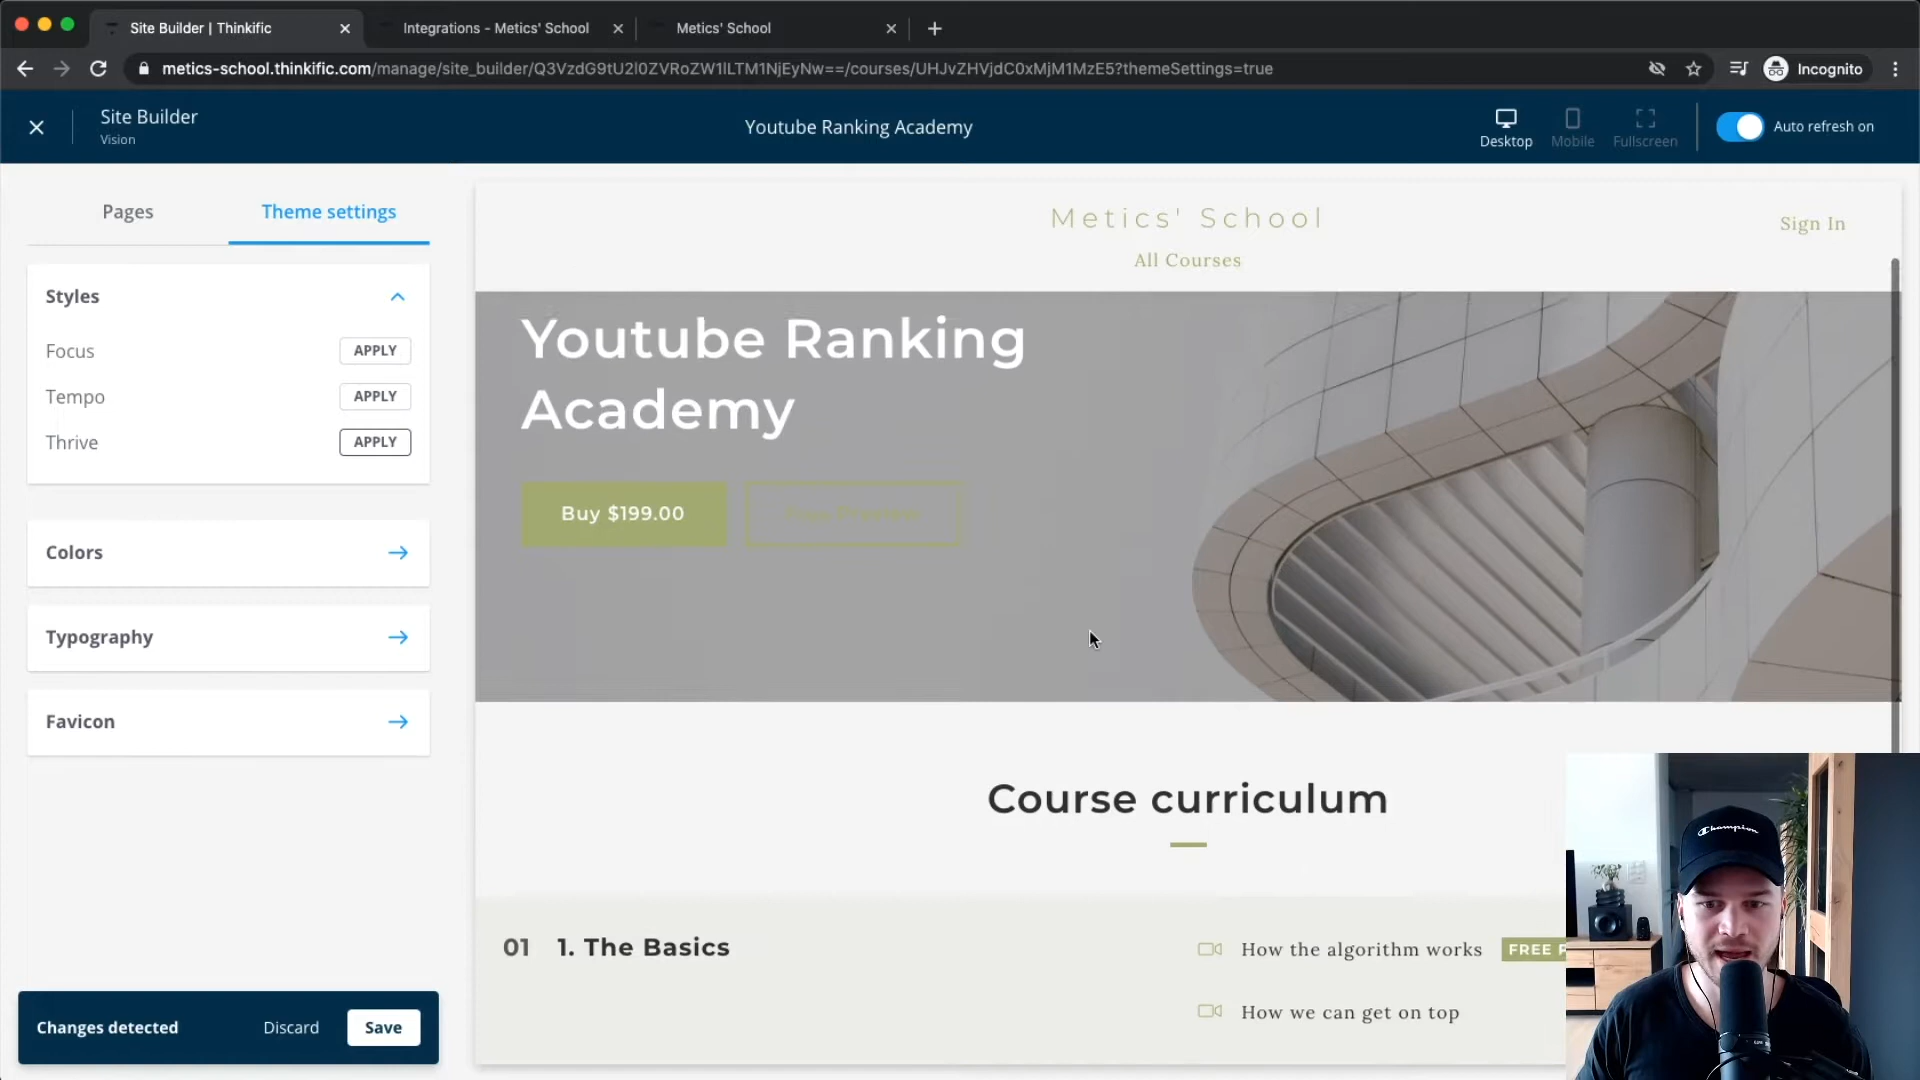 Site Builder | Thinkific
Integrations - Metics' School
Metics' School
metics-school.thinkific.com/manage/site_builder/Q3VzdG9tU2l0ZVRoZW1lLTM1NjEyNw==/courses/UHJvZHVjdC0xMjM1MzE5?themeSettings=true
Incognito
Site Builder
Vision
Youtube Ranking Academy
Desktop
Mobile
Fullscreen
Auto refresh on
Pages
Theme settings
Styles
Focus
APPLY
Tempo
APPLY
Thrive
APPLY
Colors
Typography
Favicon
Changes detected
Discard
Save
Metics' School
All Courses
Sign In
Youtube Ranking
Academy
Buy $199.00
Free Preview
Course curriculum
01
1. The Basics
How the algorithm works
FREE
How we can get on top
Champion